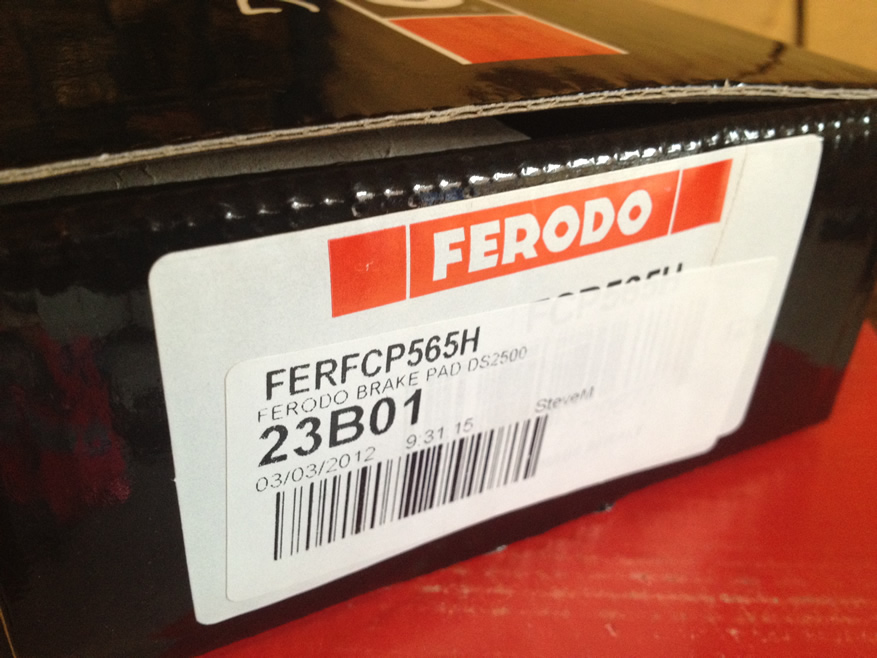 FERODO
FCP565H
FERFCP565H
FERODO BRAKE PAD DS2500
23B01
SteveM
03/03/2012 9:31:15